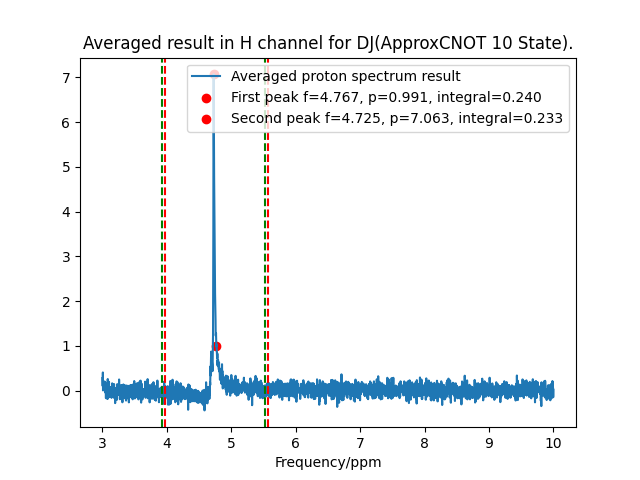 Averaged result in H channel for DJ(ApproxCNOT 10 State).
Averaged proton spectrum result
First peak f=4.767, p=0.991, integral=0.240
Second peak f=4.725, p=7.063, integral=0.233
7
6
5
4
3
2
1
0
3 4 5 6 7 8 9 10
Frequency/ppm